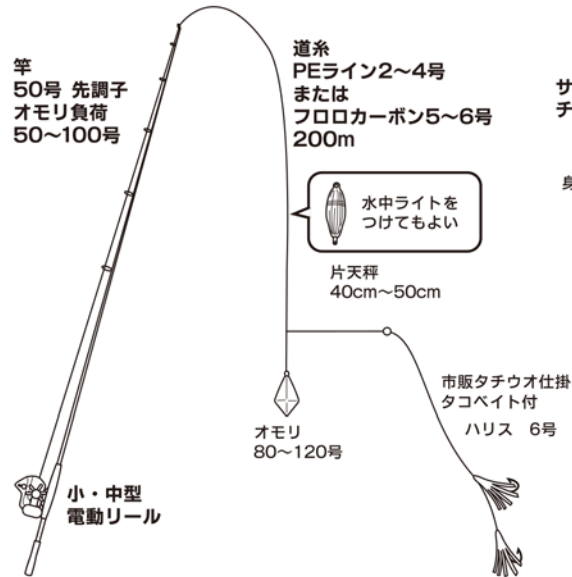 竿
50号 先調子
オモリ負荷
50〜100号
道糸
PEライン2〜4号
または
フロロカーボン5〜6号
200m
サ
チ
身
水中ライトを
つけてもよい
片天秤
40cm〜50cm
市販タチウオ仕掛
タコベイト付
ハリス 6号
オモリ
80〜120号
小・中型
電動リール